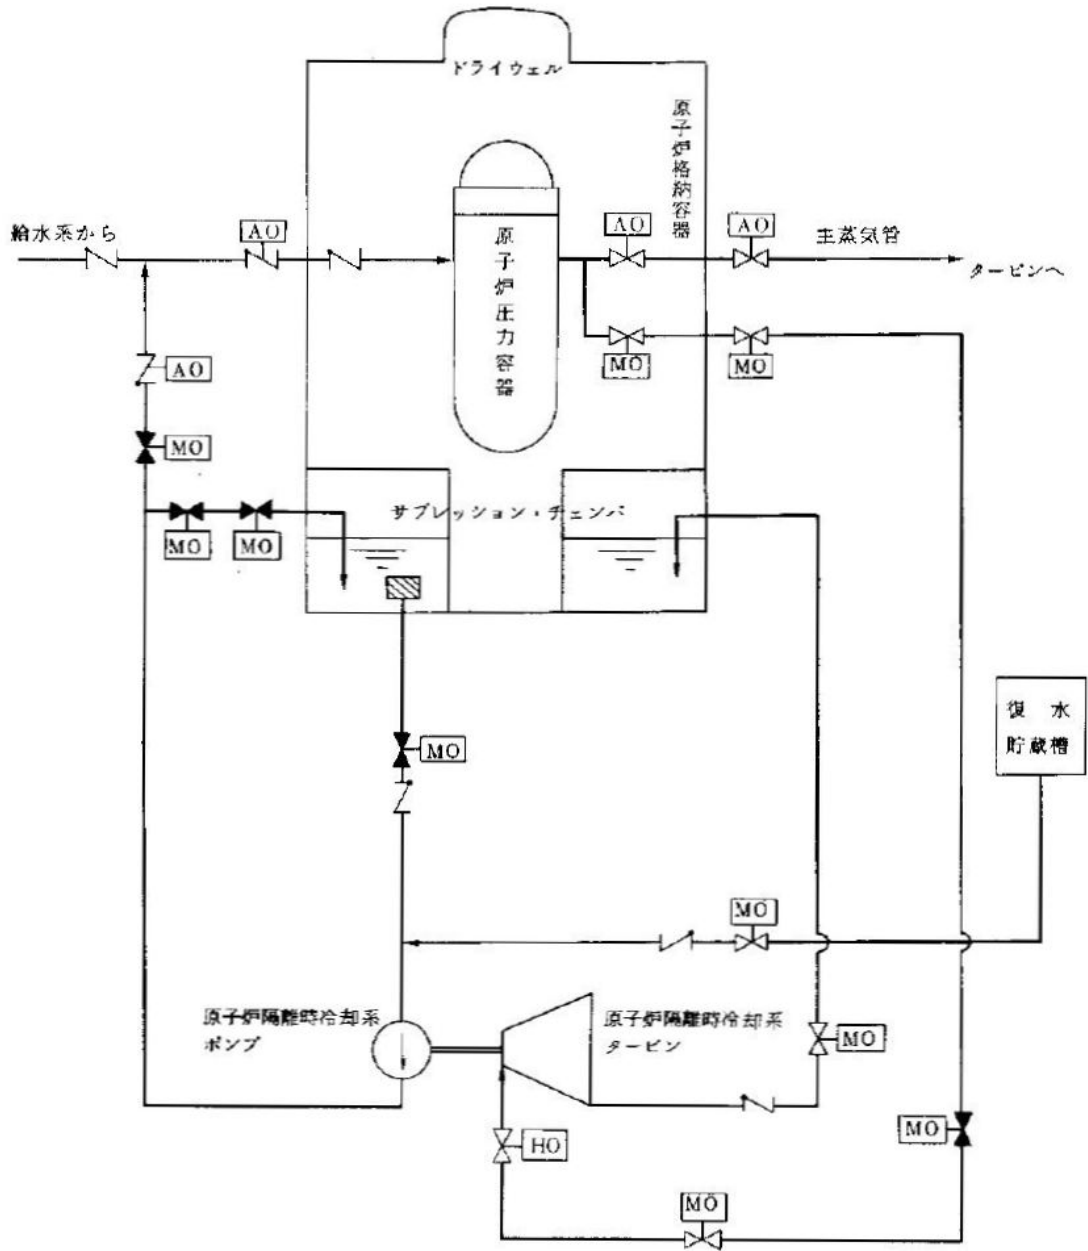 ドライウェル
原子炉格納容器
給水系から
AO
原子炉圧力容器
AO
AO
主蒸気管
タービンへ
MO
MO
AO
MO
MO
MO
サプレッション・チェンバ
MO
復水
貯蔵槽
MO
原子炉隔離時冷却系
ポンプ
原子炉隔離時冷却系
タービン
MO
MO
HO
MO